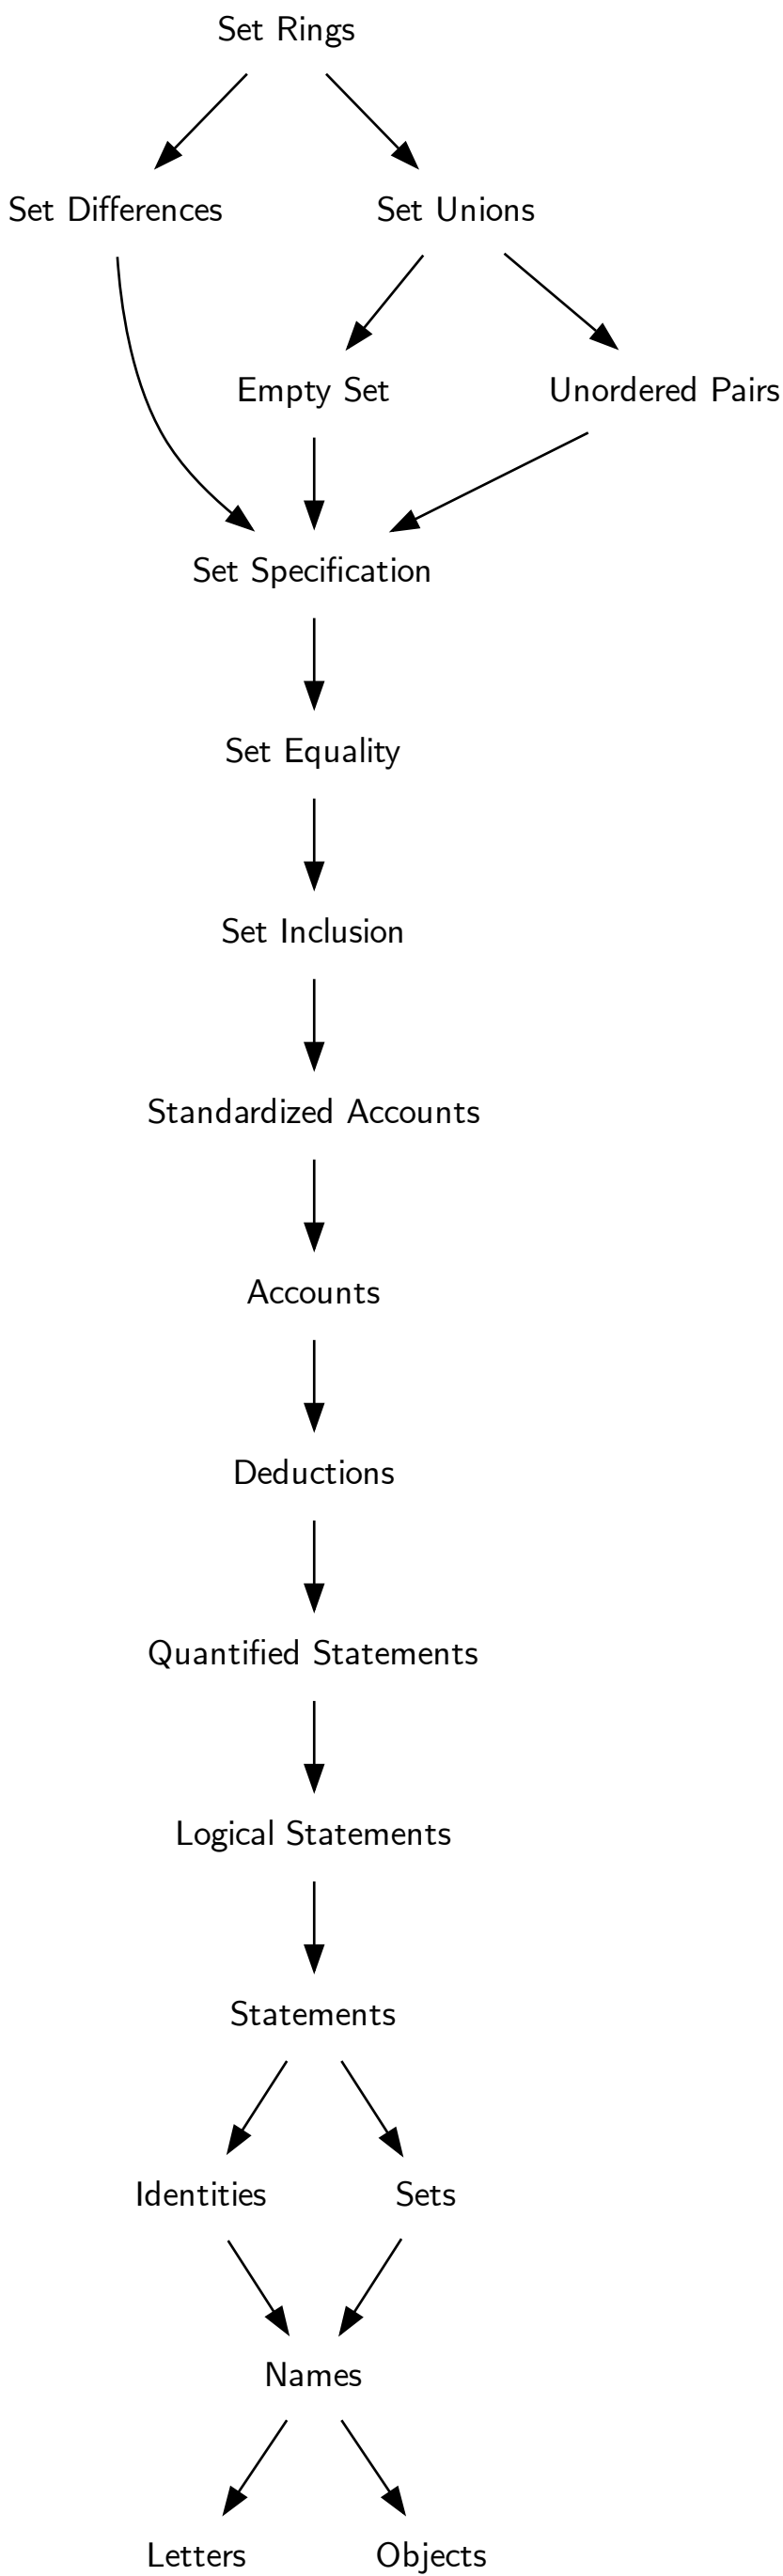 Set Rings
Set Differences
Set Unions
Empty Set
Unordered Pairs
Set Specification
Set Equality
Set Inclusion
Standardized Accounts
Accounts
Deductions
Quantified Statements
Logical Statements
Statements
Identities
Sets
Names
Letters
Objects